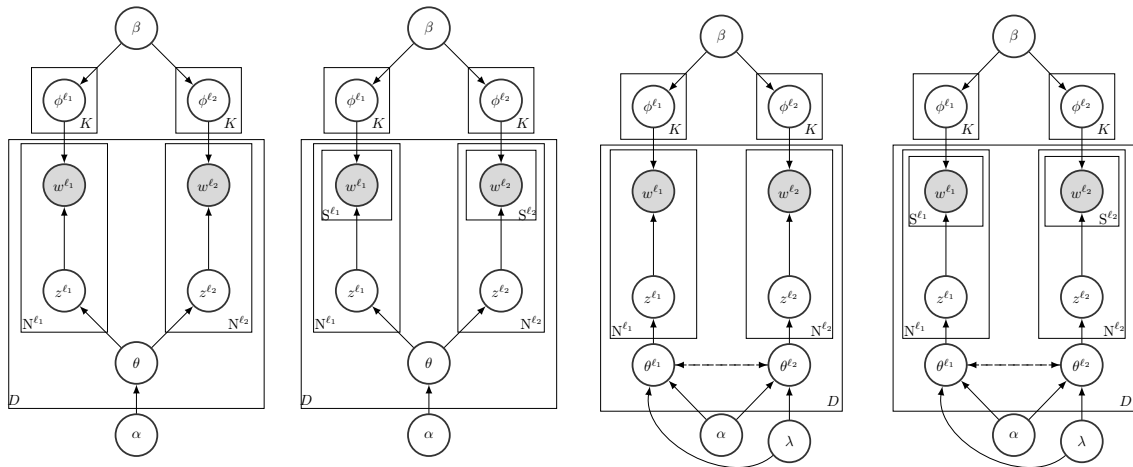 β β β β
ϕ^ℓ₁ ϕ^ℓ₂ ϕ^ℓ₁ ϕ^ℓ₂ ϕ^ℓ₁ ϕ^ℓ₂ ϕ^ℓ₁ ϕ^ℓ₂
K K K K K K K K
w^ℓ₁ w^ℓ₂ w^ℓ₁ w^ℓ₂ w^ℓ₁ w^ℓ₂ w^ℓ₁ w^ℓ₂
S^ℓ₁ S^ℓ₂ S^ℓ₁ S^ℓ₂
z^ℓ₁ z^ℓ₂ z^ℓ₁ z^ℓ₂ z^ℓ₁ z^ℓ₂ z^ℓ₁ z^ℓ₂
N^ℓ₁ N^ℓ₂ N^ℓ₁ N^ℓ₂ N^ℓ₁ N^ℓ₂ N^ℓ₁ N^ℓ₂
θ θ θ^ℓ₁ θ^ℓ₂ θ^ℓ₁ θ^ℓ₂
D D D D
α α α λ α λ